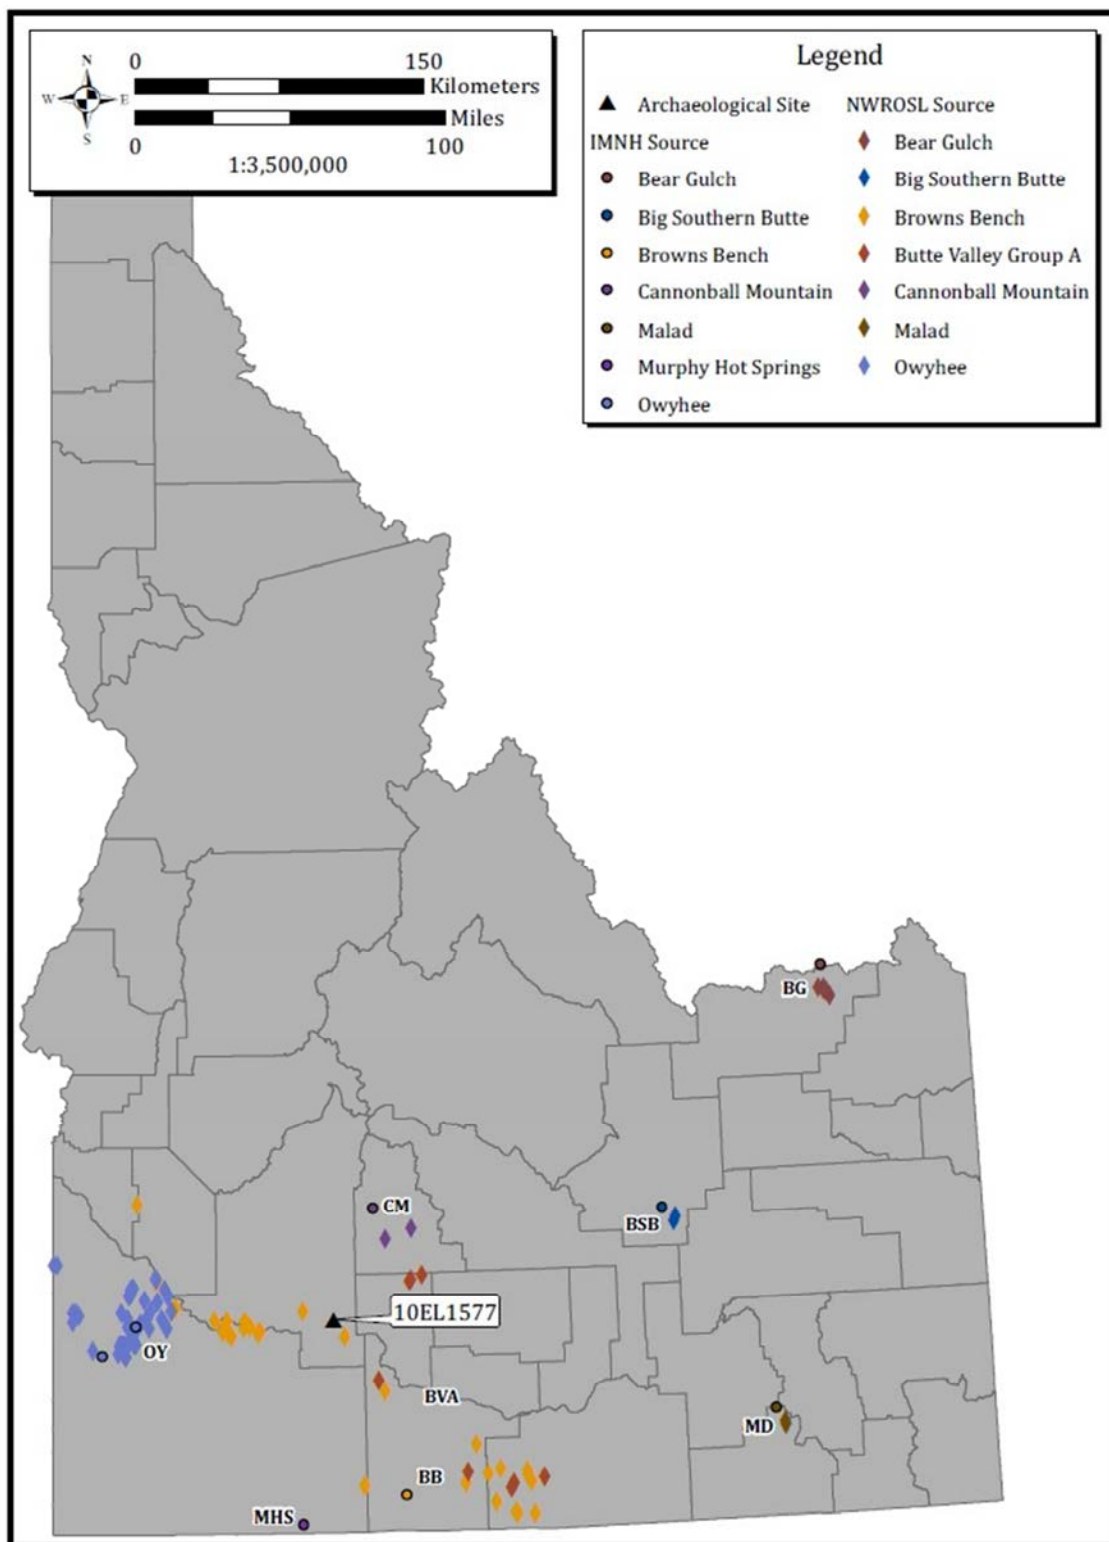 N
W E
S
0 150
Kilometers
Miles
0 100
1:3,500,000
Legend
Archaeological Site
IMNH Source
Bear Gulch
Big Southern Butte
Browns Bench
Cannonball Mountain
Malad
Murphy Hot Springs
Owyhee
NWROSL Source
Bear Gulch
Big Southern Butte
Browns Bench
Butte Valley Group A
Cannonball Mountain
Malad
Owyhee
BG
CM
BSB
10EL1577
OY
BVA
MD
BB
MHS